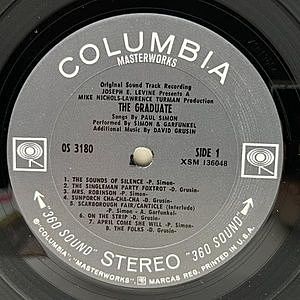 COLUMBIA
MASTERWORKS
Original Sound Track Recording
JOSEPH E. LEVINE Presents A
MIKE NICHOLS-LAWRENCE TURMAN Production
THE GRADUATE
Songs By PAUL SIMON
Performed By SIMON & GARFUNKEL
Additional Music By DAVID GRUSIN
OS 3180
SIDE 1
XSM 136048
1. THE SOUNDS OF SILENCE -P. Simon-
2. THE SINGLEMAN PARTY FOXTROT -D. Grusin-
3. MRS. ROBINSON -P. Simon-
4. SUNPORCH CHA-CHA-CHA -D. Grusin-
5. SCARBOROUGH FAIR/CANTICLE (Interlude)
-P. Simon - A. Garfunkel-
6. ON THE STRIP -D. Grusin-
7. APRIL COME SHE WILL -P. Simon-
8. THE FOLKS -D. Grusin-
"360 SOUND" STEREO "360 SOUND"
® "COLUMBIA", "MASTERWORKS", MARCAS REG. PRINTED IN U.S.A.